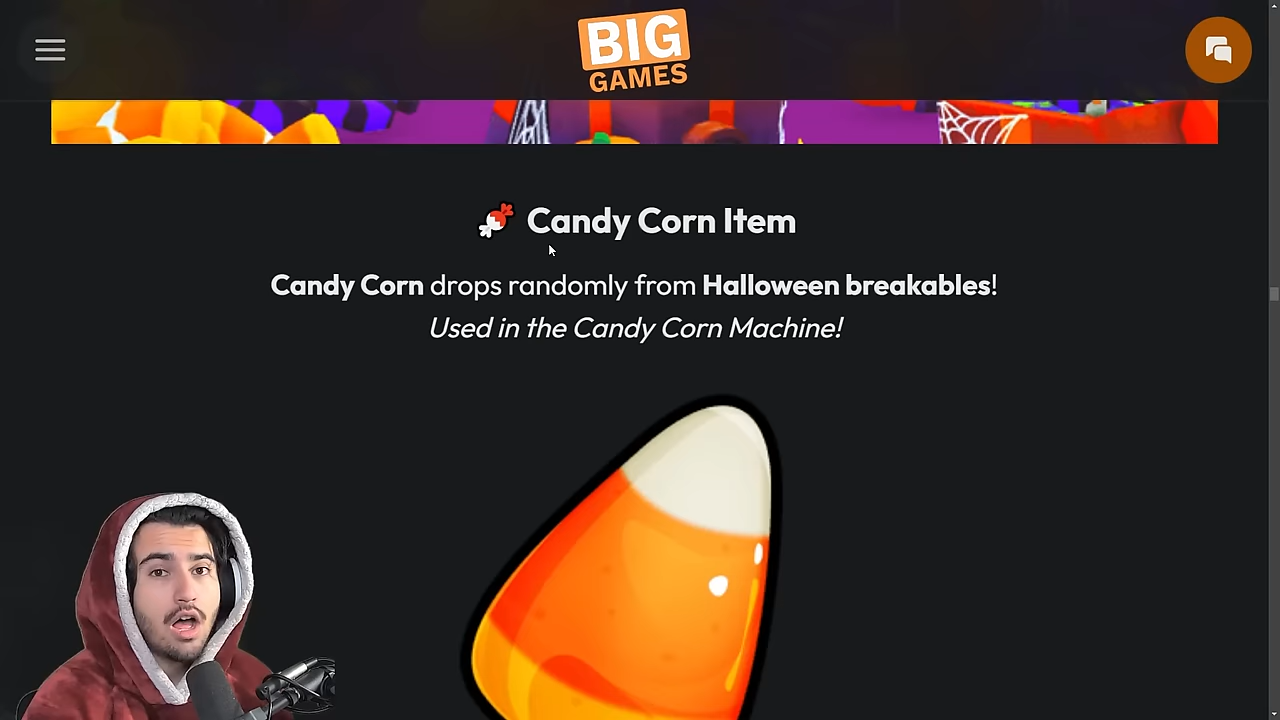 BIG
GAMES
Candy Corn Item
Candy Corn drops randomly from Halloween breakables!
Used in the Candy Corn Machine!